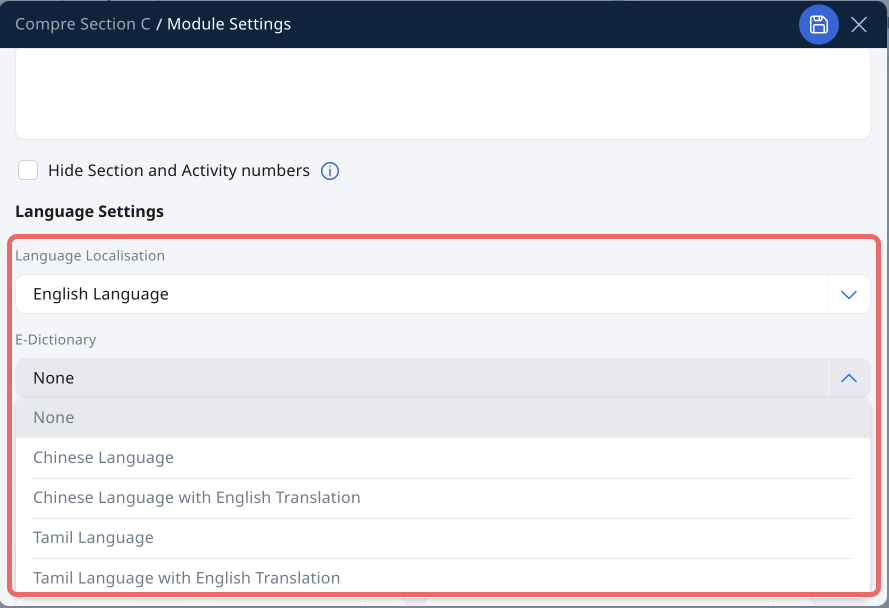 Compre Section C / Module Settings
Hide Section and Activity numbers
Language Settings
Language Localisation
English Language
E-Dictionary
None
None
Chinese Language
Chinese Language with English Translation
Tamil Language
Tamil Language with English Translation